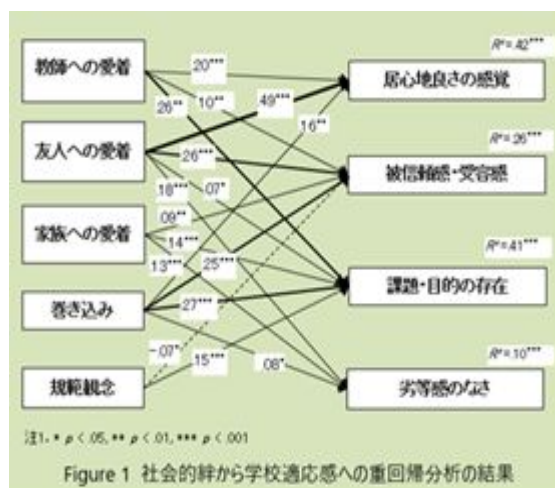 R²=.42***
教師への愛着
居心地良さの感覚
.20***
.10**
.49***
.26**
.16**
R²=.26***
友人への愛着
被信頼感・受容感
.26***
.18***
.07*
.09**
家族への愛着
.14***
R²=.41***
.13***
.25***
課題・目的の存在
巻き込み
.27***
R²=.10***
-.07*
.15***
.08*
規範観念
劣等感のなさ
注1. * p < .05, ** p < .01, *** p < .001
Figure 1 社会的絆から学校適応感への重回帰分析の結果